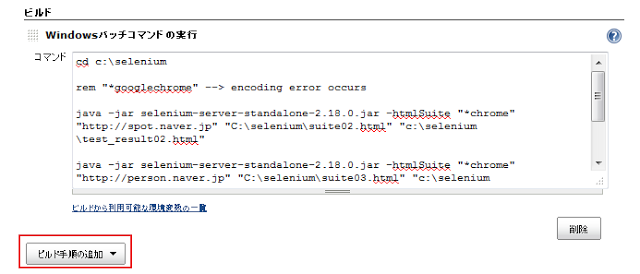 ビルド
Windowsバッチコマンドの実行
コマンド
cd c:\selenium
rem "*googlechrome" --> encoding error occurs
java -jar selenium-server-standalone-2.18.0.jar -htmlSuite "*chrome"
"http://spot.naver.jp" "C:\selenium\suite02.html" "c:\selenium
\test_result02.html"
java -jar selenium-server-standalone-2.18.0.jar -htmlSuite "*chrome"
"http://person.naver.jp" "C:\selenium\suite03.html" "c:\selenium
ビルドから利用可能な環境変数の一覧
削除
ビルド手順の追加